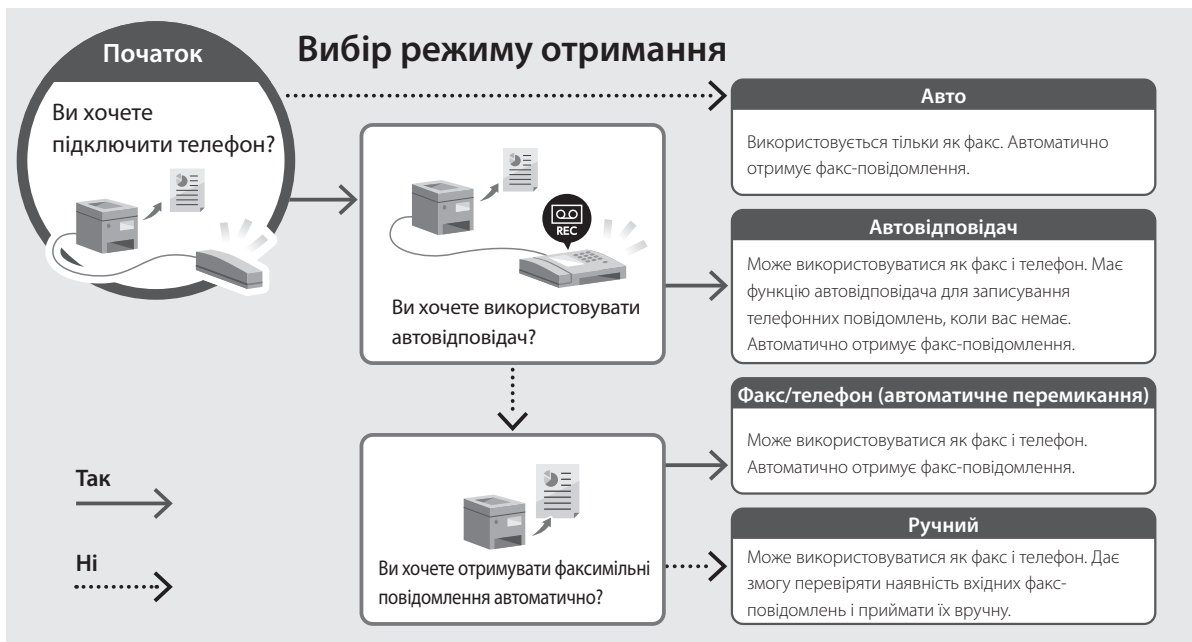 Початок
Вибір режиму отримання
Ви хочете
підключити телефон?
Авто
Використовується тільки як факс. Автоматично
отримує факс-повідомлення.
REC
Ви хочете використовувати
автовідповідач?
Автовідповідач
Може використовуватися як факс і телефон. Має
функцію автовідповідача для записування
телефонних повідомлень, коли вас немає.
Автоматично отримує факс-повідомлення.
Факс/телефон (автоматичне перемикання)
Може використовуватися як факс і телефон.
Автоматично отримує факс-повідомлення.
Так
Ні
Ви хочете отримувати факсимільні
повідомлення автоматично?
Ручний
Може використовуватися як факс і телефон. Дає
змогу перевіряти наявність вхідних факс-
повідомлень і приймати їх вручну.